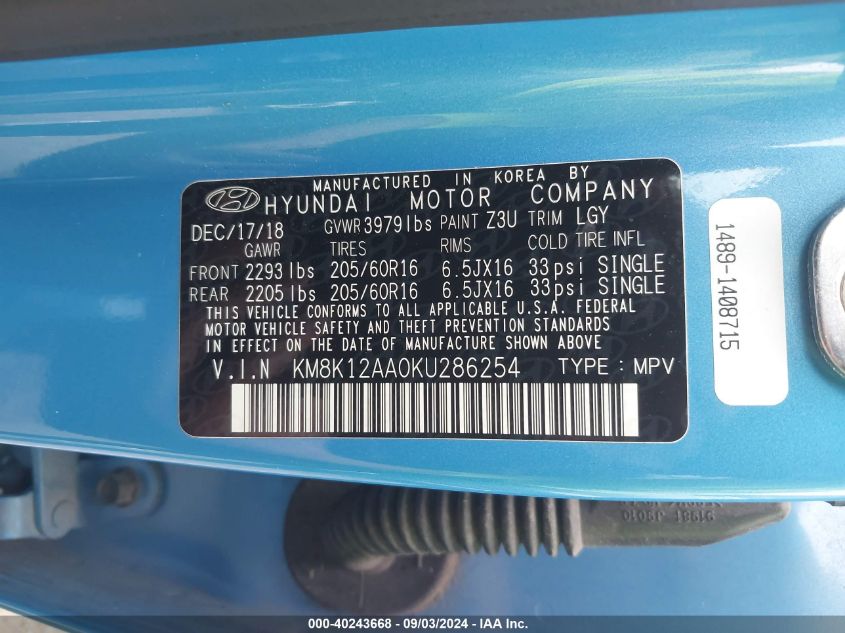 MANUFACTURED IN KOREA BY
HYUNDAI MOTOR COMPANY
DEC/17/18 GVWR 3979lbs PAINT Z3U TRIM LGY
GAWR TIRES RIMS COLD TIRE INFL
FRONT 2293lbs 205/60R16 6.5JX16 33psi SINGLE
REAR 2205lbs 205/60R16 6.5JX16 33psi SINGLE
THIS VEHICLE CONFORMS TO ALL APPLICABLE U.S.A. FEDERAL
MOTOR VEHICLE SAFETY AND THEFT PREVENTION STANDARDS
IN EFFECT ON THE DATE OF MANUFACTURE SHOWN ABOVE
V.I.N KM8K12AA0KU286254 TYPE : MPV
1489-1408715
91981 J9010
000-40243668 - 09/03/2024 - IAA Inc.